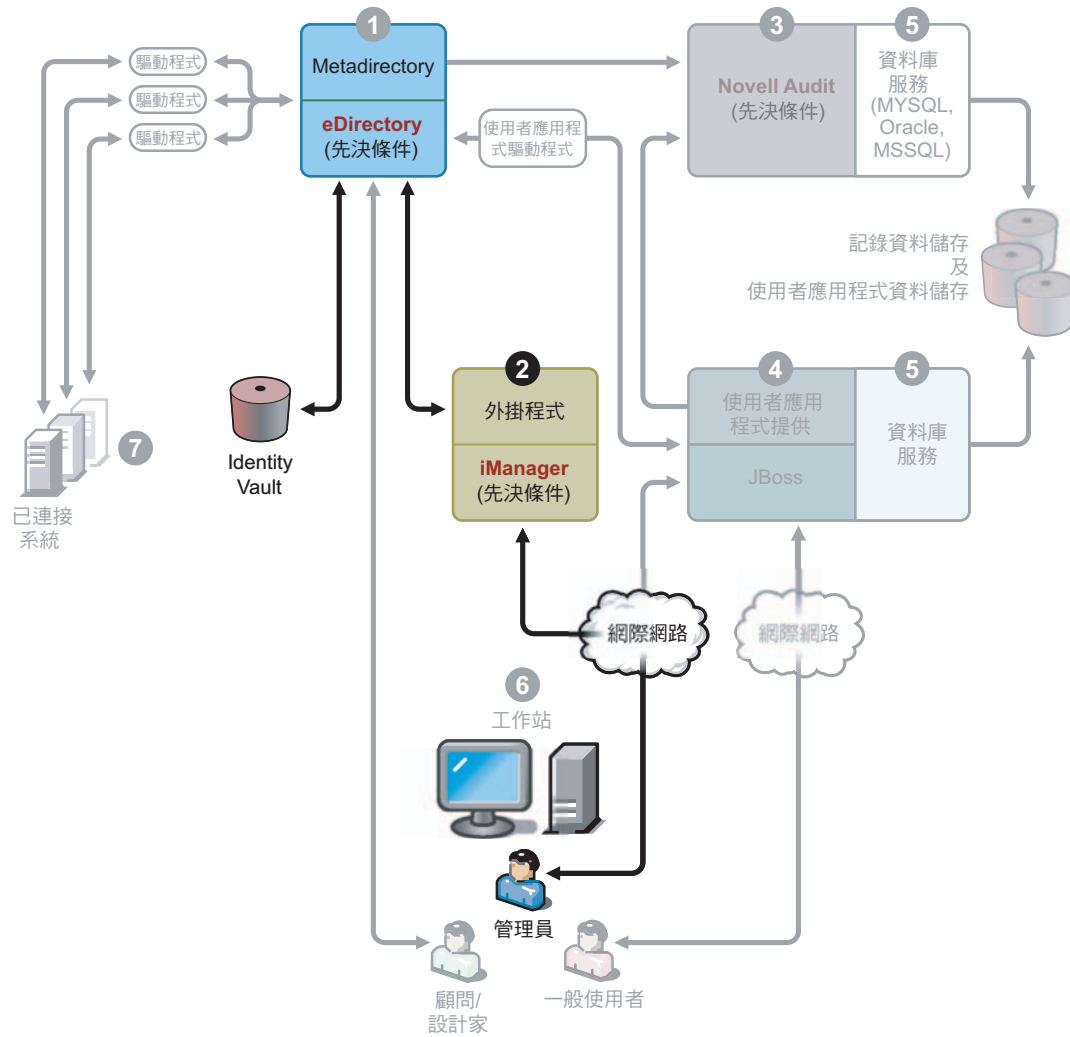 1
Metadirectory
eDirectory
(先決條件)
驅動程式
驅動程式
驅動程式
使用者應用程
式驅動程式
3
Novell Audit
(先決條件)
5
資料庫
服務
(MYSQL,
Oracle,
MSSQL)
記錄資料儲存
及
使用者應用程式資料儲存
2
外掛程式
iManager
(先決條件)
4
使用者應用
程式提供
JBoss
5
資料庫
服務
Identity
Vault
7
已連接
系統
網際網路
網際網路
6
工作站
管理員
顧問/
設計家
一般使用者